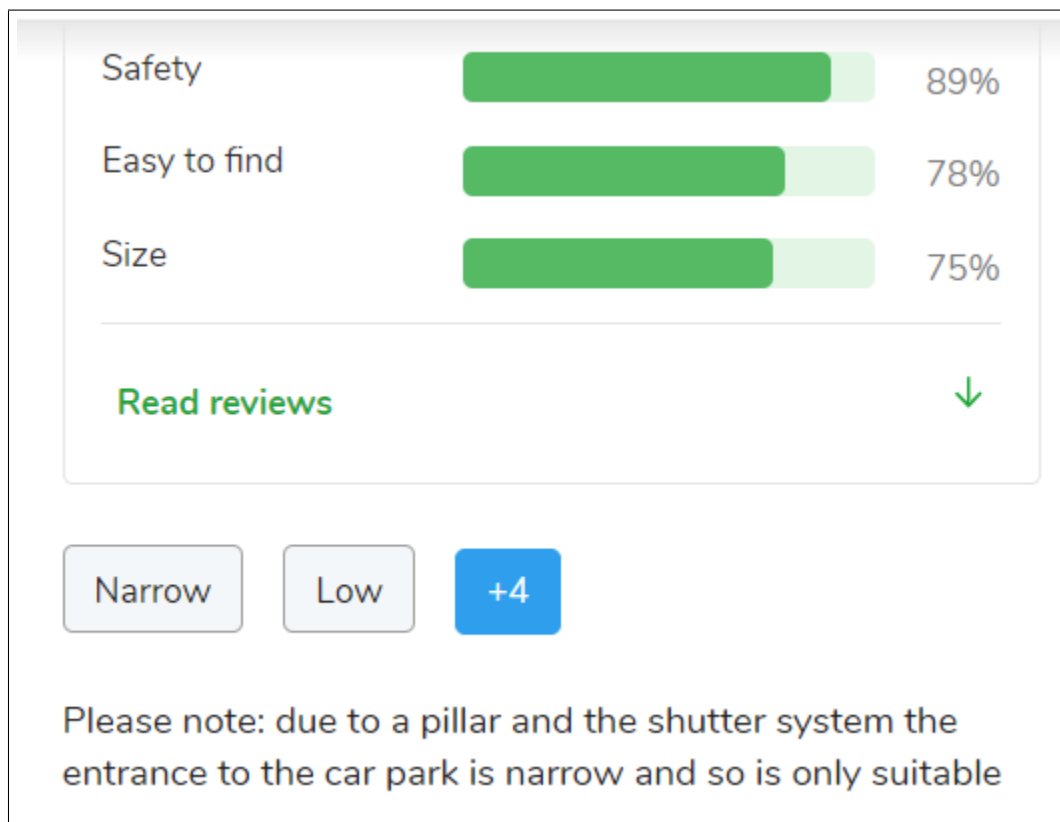 Safety 89%
Easy to find 78%
Size 75%
Read reviews
Narrow Low +4
Please note: due to a pillar and the shutter system the
entrance to the car park is narrow and so is only suitable